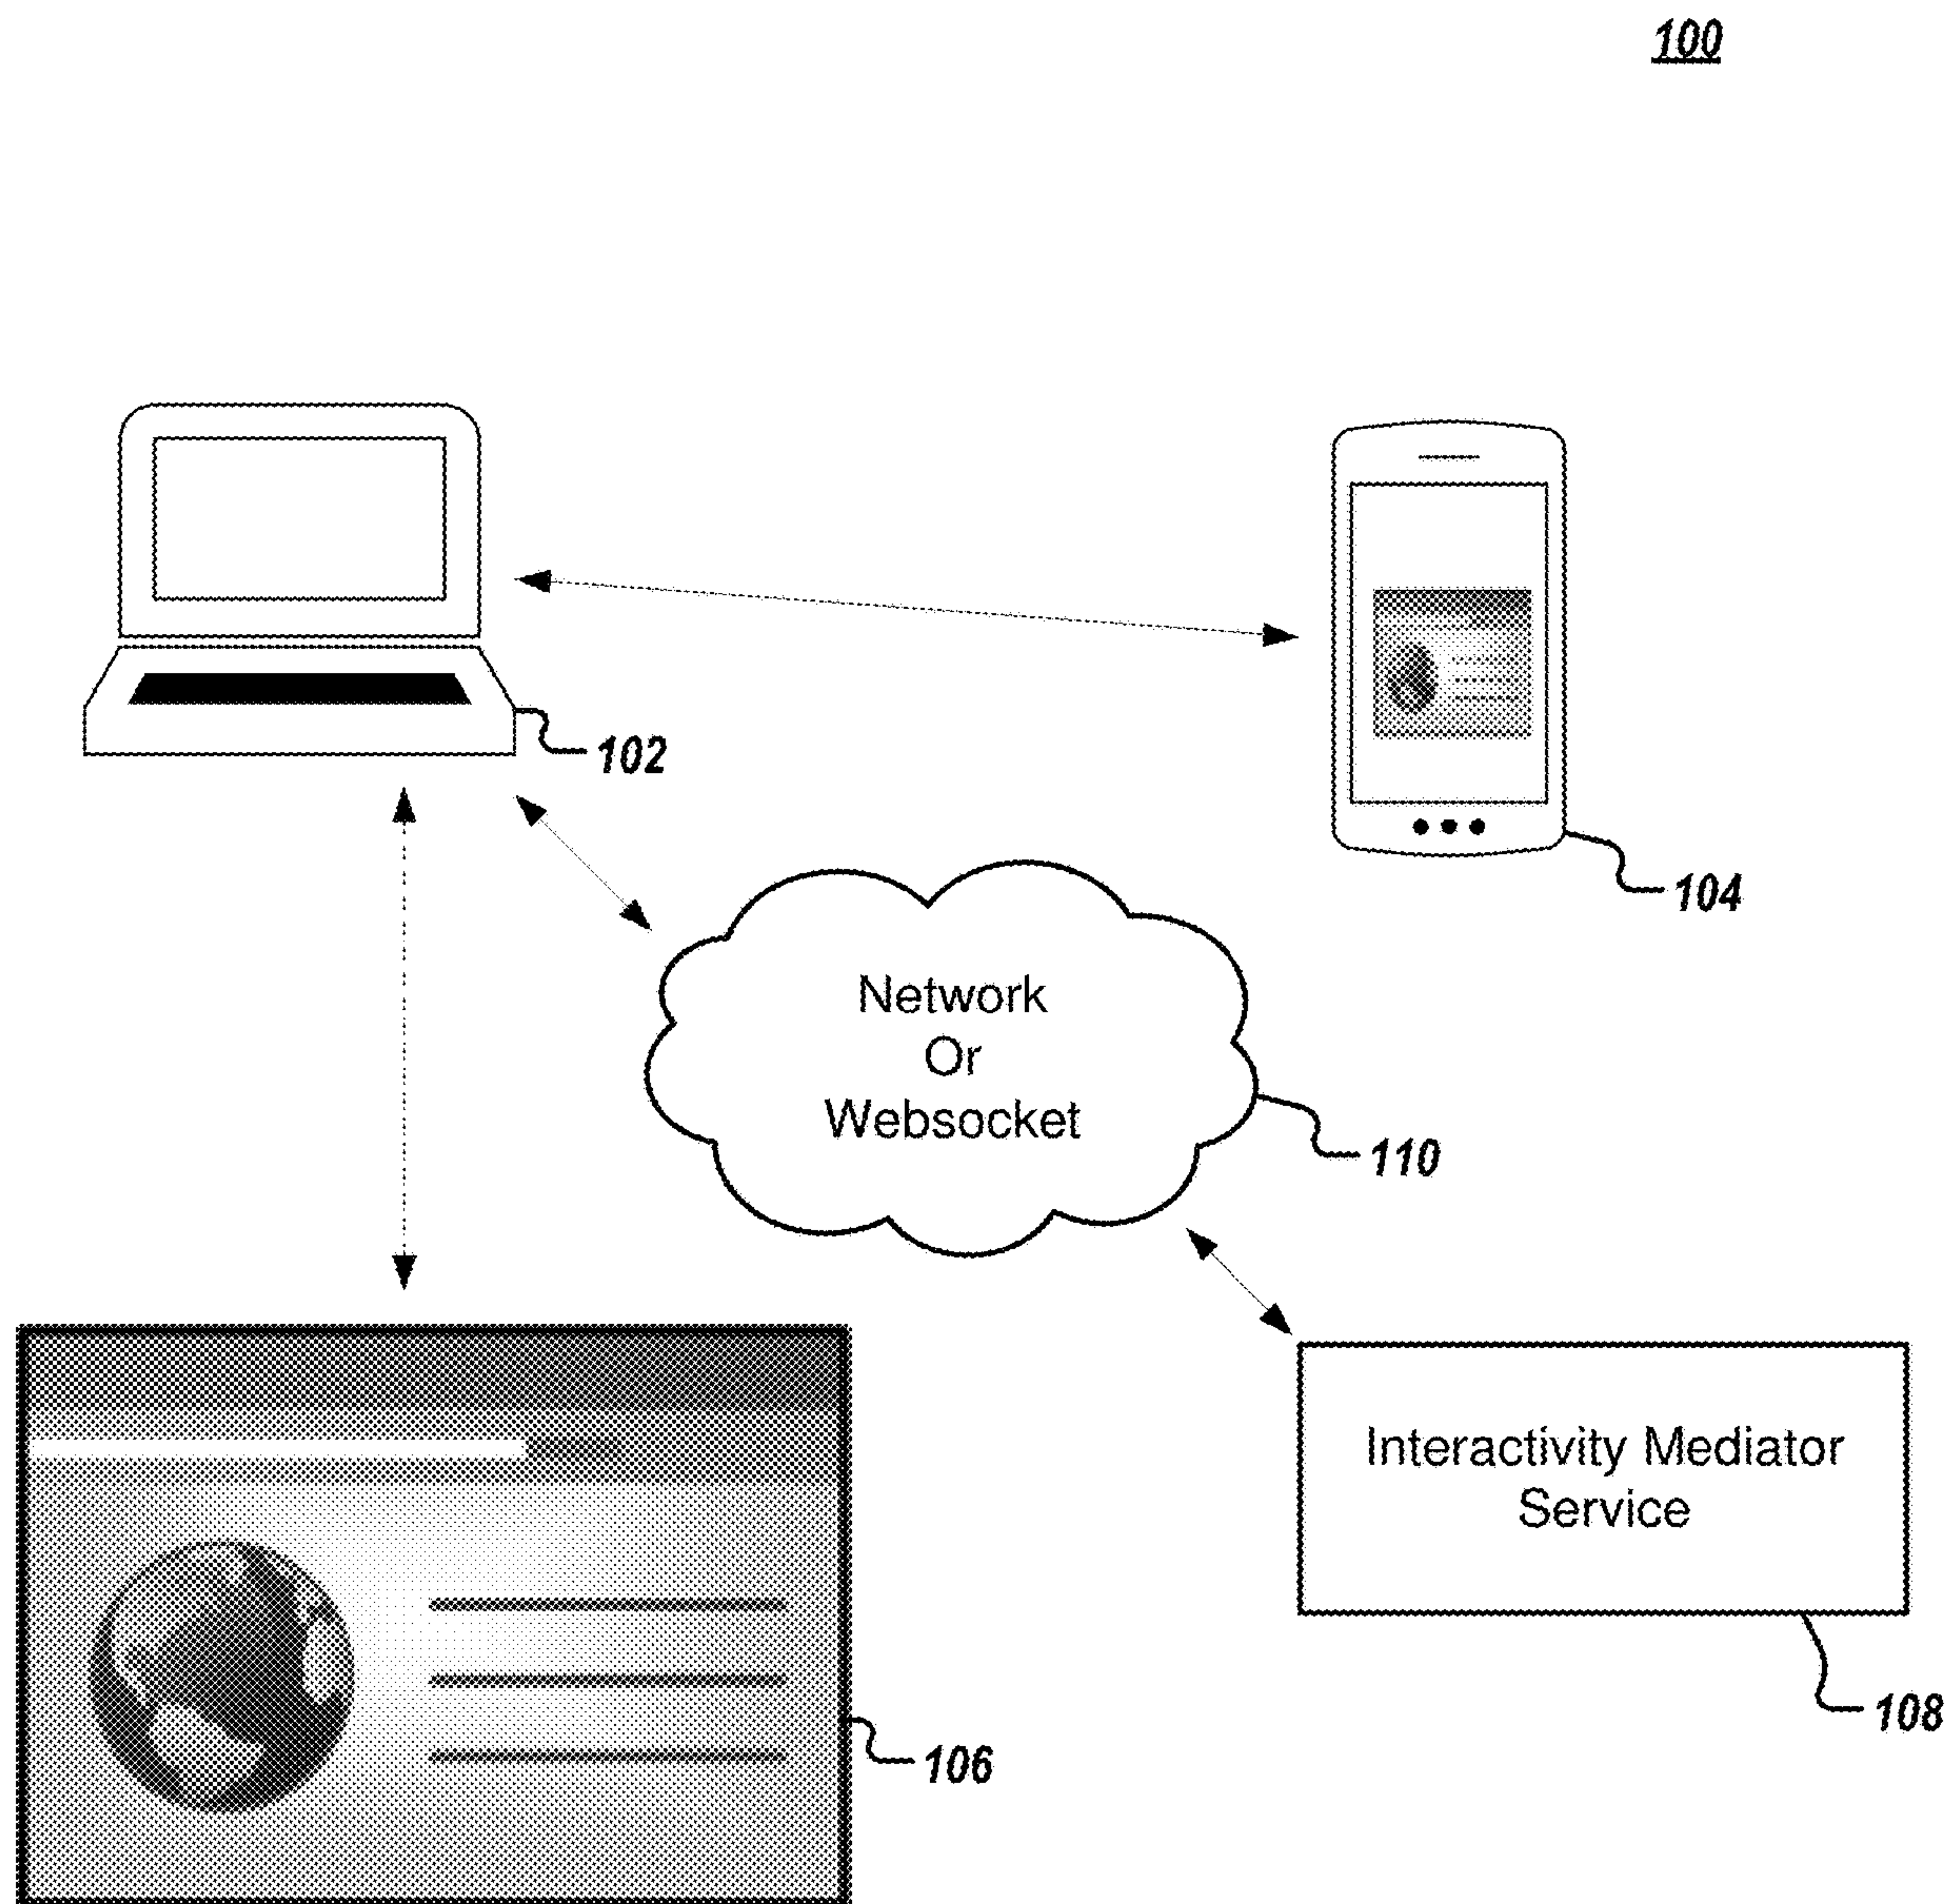 100
102
104
Network
Or
Websocket
110
Interactivity Mediator
Service
108
106